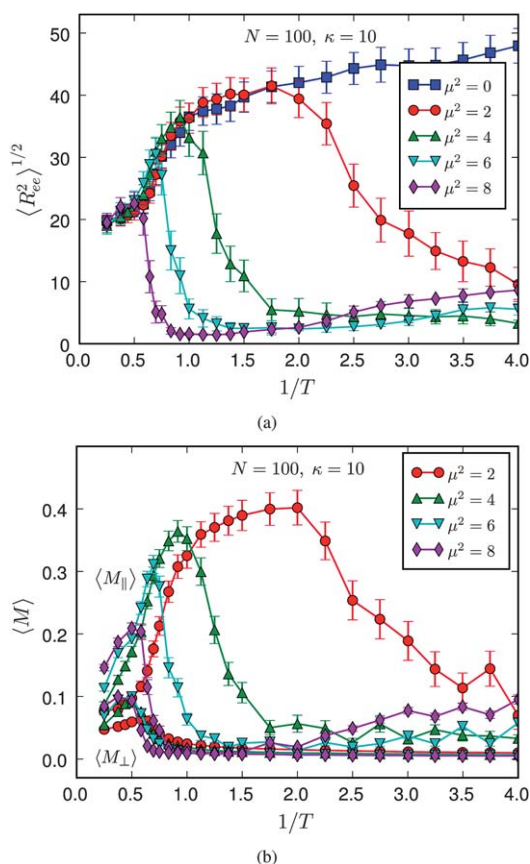 N = 100, κ = 10
μ² = 0
μ² = 2
μ² = 4
μ² = 6
μ² = 8
⟨R²ee⟩^1/2
50
40
30
20
10
0
0.0 0.5 1.0 1.5 2.0 2.5 3.0 3.5 4.0
1/T
(a)
N = 100, κ = 10
μ² = 2
μ² = 4
μ² = 6
μ² = 8
⟨M∥⟩
⟨M⊥⟩
⟨M⟩
0.4
0.3
0.2
0.1
0.0
0.0 0.5 1.0 1.5 2.0 2.5 3.0 3.5 4.0
1/T
(b)